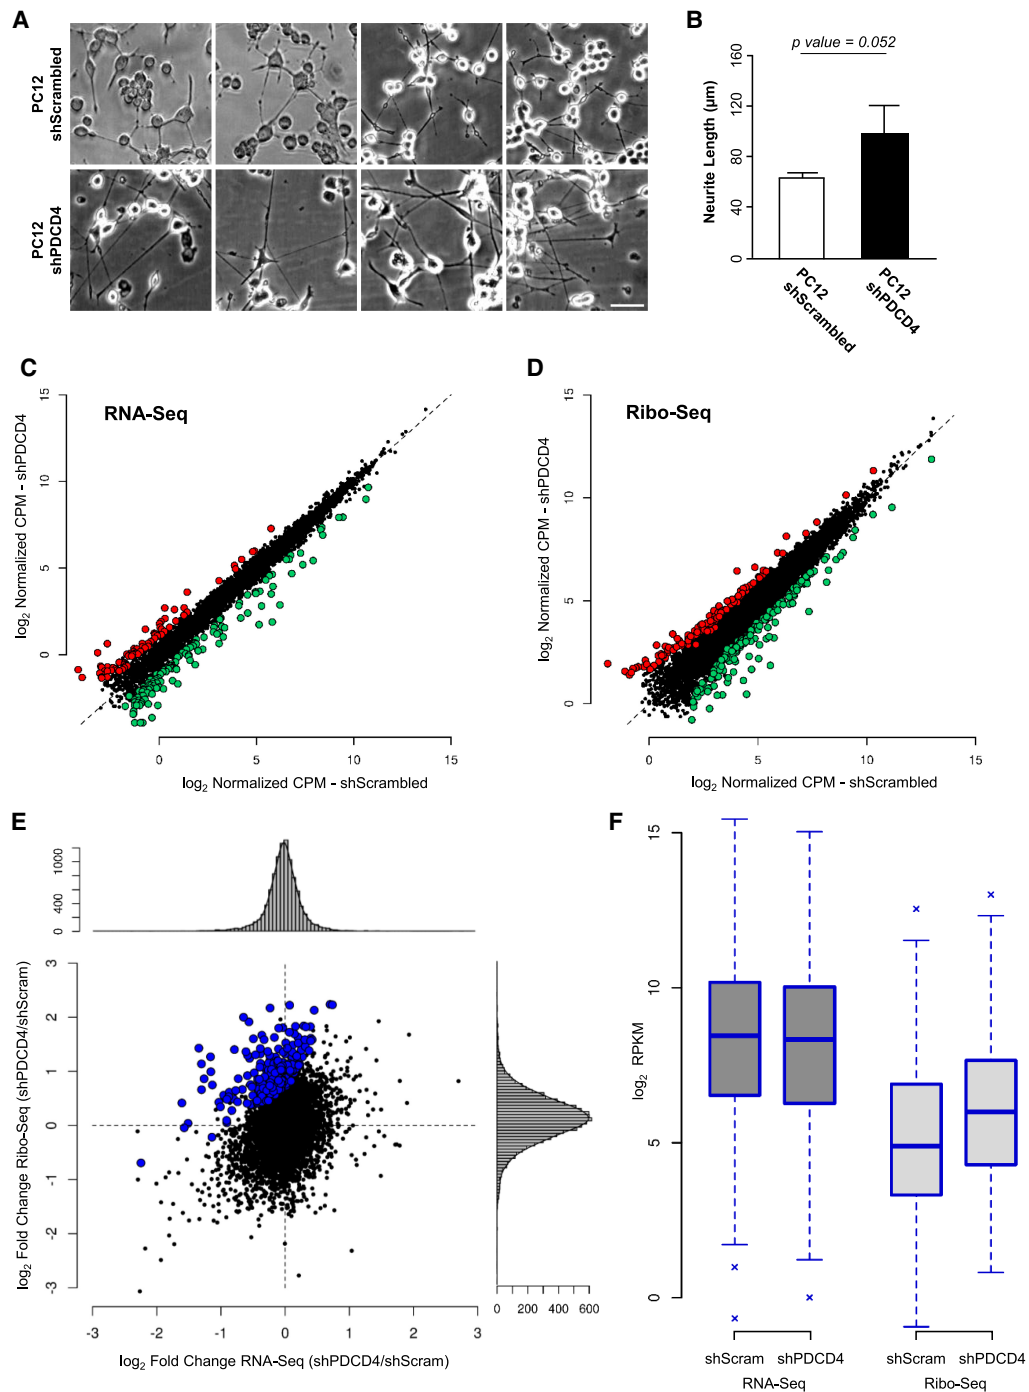 A
PC12
shScrambled
PC12
shPDCD4
B
p value = 0.052
Neurite Length (µm)
160
120
80
40
0
PC12
shScrambled
PC12
shPDCD4
C
RNA-Seq
log2 Normalized CPM - shPDCD4
15
10
5
0
0
5
10
15
log2 Normalized CPM - shScrambled
D
Ribo-Seq
log2 Normalized CPM - shPDCD4
15
10
5
0
0
5
10
15
log2 Normalized CPM - shScrambled
E
1000
400
0
log2 Fold Change Ribo-Seq (shPDCD4/shScram)
3
2
1
0
-1
-2
-3
-3
-2
-1
0
1
2
3
log2 Fold Change RNA-Seq (shPDCD4/shScram)
0
200
400
600
F
log2 RPKM
15
10
5
0
shScram
shPDCD4
RNA-Seq
shScram
shPDCD4
Ribo-Seq